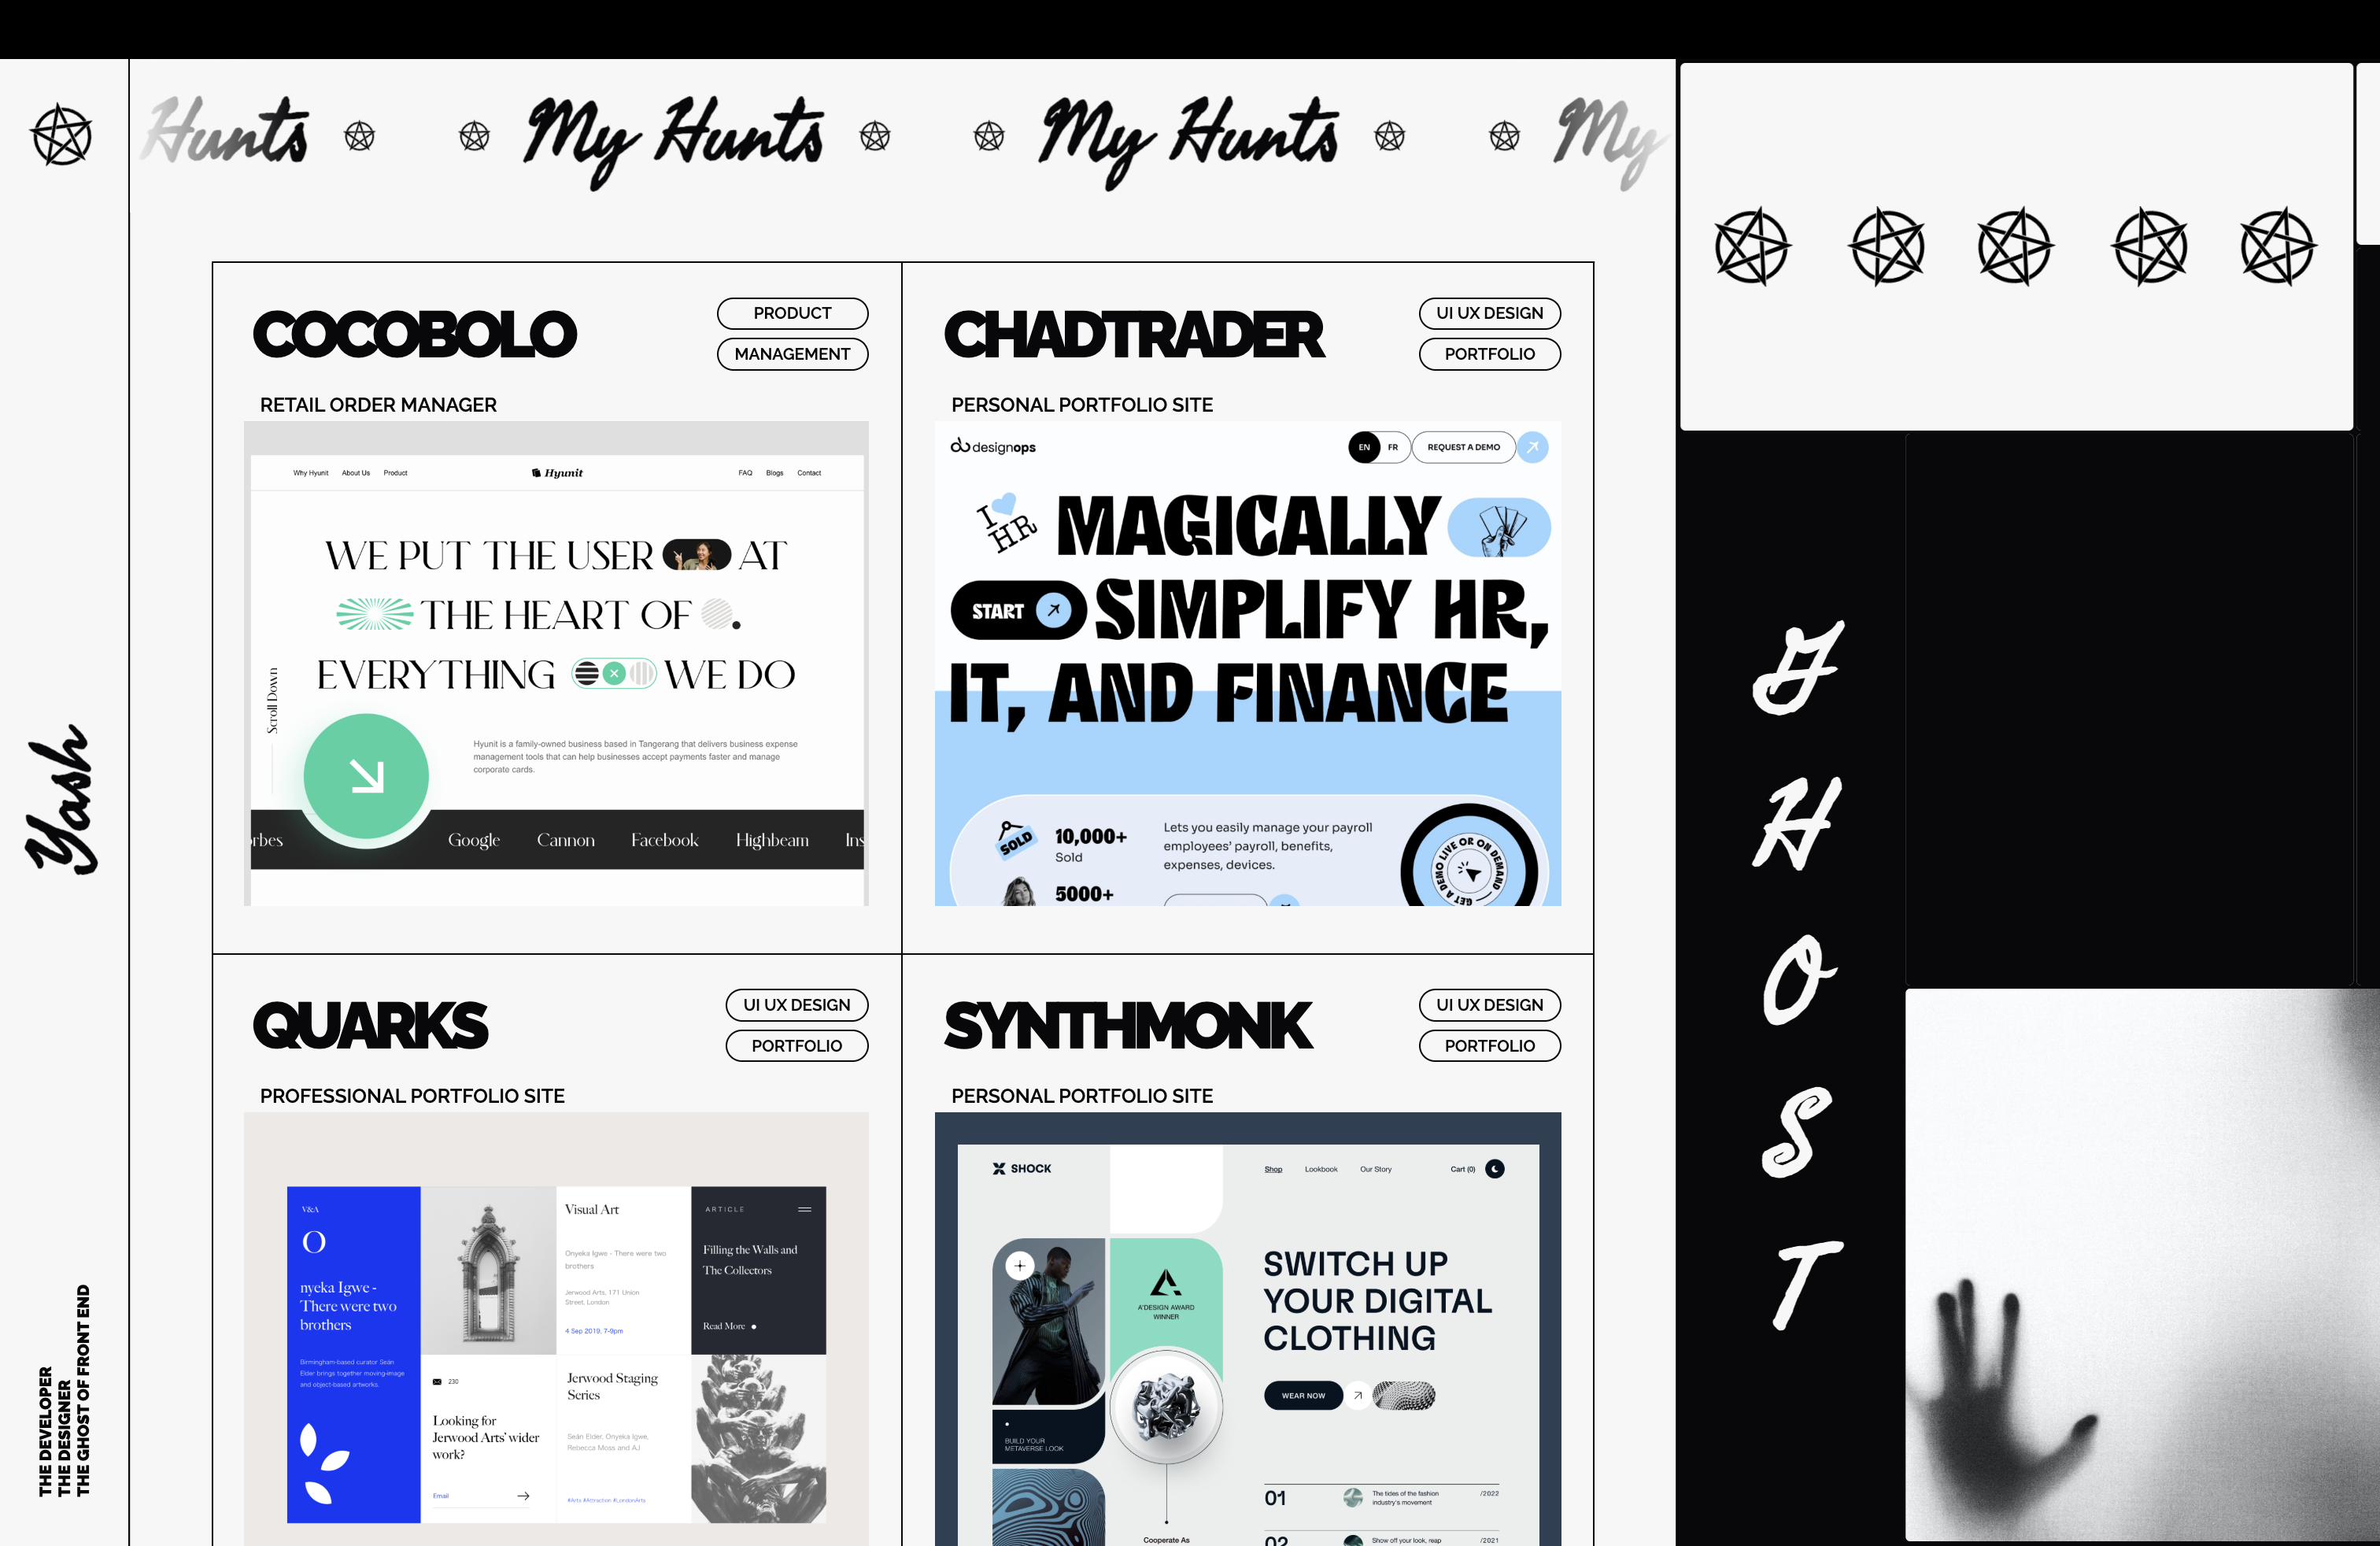 Hunts My Hunts My Hunts My
Yash
THE DEVELOPER
THE DESIGNER
THE GHOST OF FRONT END
COCOBOLO
PRODUCT
MANAGEMENT
RETAIL ORDER MANAGER
Why Hyunit About Us Product Hyunit FAQ Blogs Contact
WE PUT THE USER AT
THE HEART OF
EVERYTHING WE DO
Scroll Down
Hyunit is a family-owned business based in Tangerang that delivers business expense
management tools that can help businesses accept payments faster and manage
corporate cards.
orbes Google Cannon Facebook Highbeam Ins
CHADTRADER
UI UX DESIGN
PORTFOLIO
PERSONAL PORTFOLIO SITE
designops EN FR REQUEST A DEMO
I
HR
MAGICALLY
START SIMPLIFY HR,
IT, AND FINANCE
SOLD
10,000+
Sold
5000+
Lets you easily manage your payroll
employees' payroll, benefits,
expenses, devices.
GET A DEMO LIVE OR ON DEMAND
QUARKS
UI UX DESIGN
PORTFOLIO
PROFESSIONAL PORTFOLIO SITE
V&A
O
nyeka Igwe -
There were two
brothers
Birmingham-based curator Seán
Elder brings together moving-image
and object-based artworks.
Visual Art
Onyeka Igwe - There were two
brothers
Jerwood Arts, 171 Union
Street, London
4 Sep 2019, 7-9pm
ARTICLE
Filling the Walls and
The Collectors
Read More
230
Looking for
Jerwood Arts' wider
work?
Email
Jerwood Staging
Series
Seán Elder, Onyeka Igwe,
Rebecca Moss and AJ
#Arts #Attraction #LondonArts
SYNTHMONK
UI UX DESIGN
PORTFOLIO
PERSONAL PORTFOLIO SITE
SHOCK Shop Lookbook Our Story Cart (0)
A'DESIGN AWARD
WINNER
SWITCH UP
YOUR DIGITAL
CLOTHING
WEAR NOW
BUILD YOUR
METAVERSE LOOK
Cooperate As
01 The tides of the fashion /2022
industry's movement
02 Show off your look, reap /2021
G
H
O
S
T